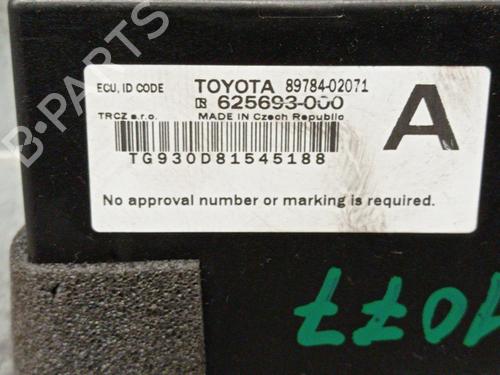 ECU, ID CODE TOYOTA 89784-02071
625693-000
TRCZ s.r.o. MADE IN Czech Republic
A
TG930D81545188
No approval number or marking is required.
1077
B-PARTS